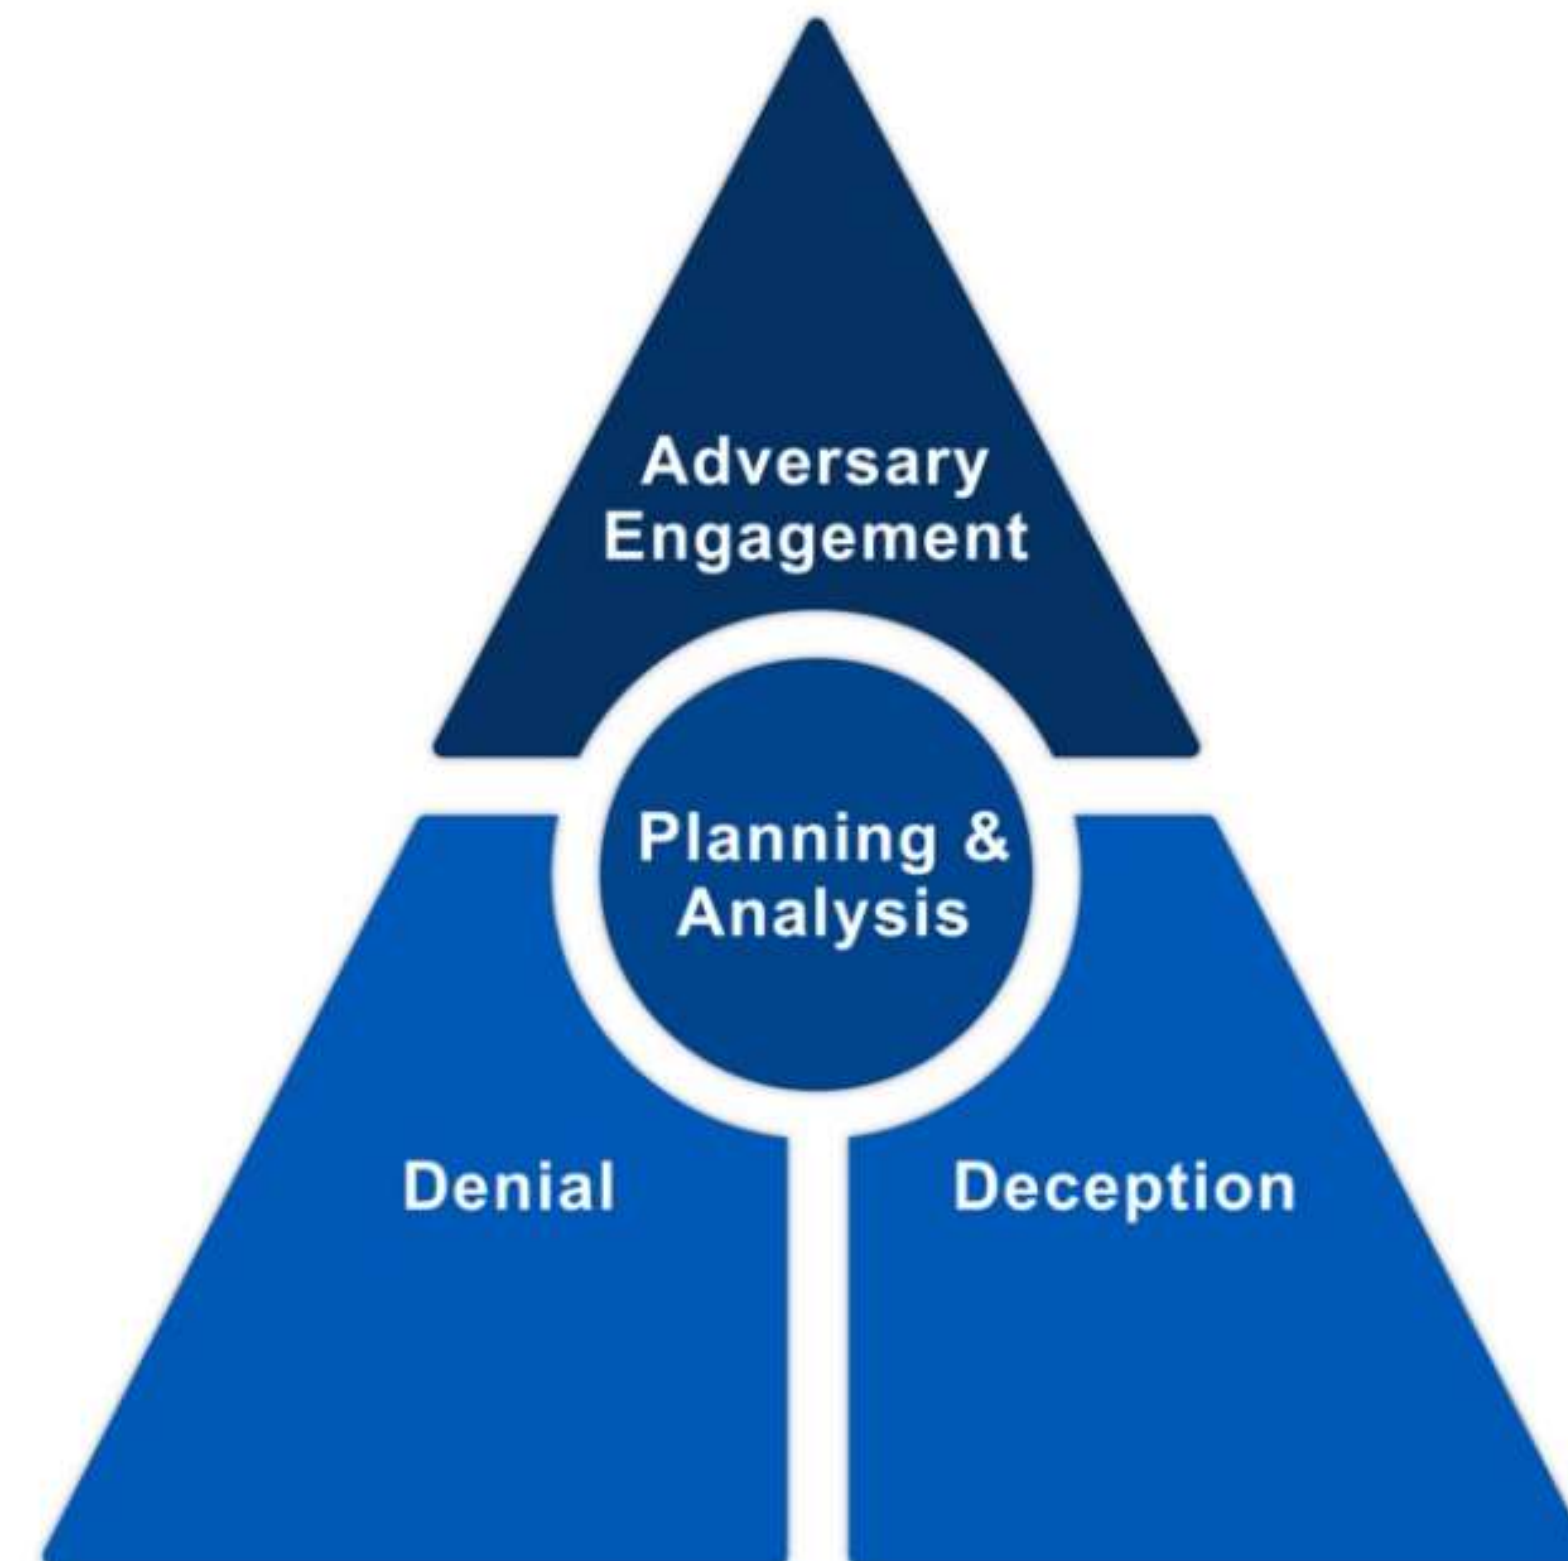 Adversary
Engagement
Planning &
Analysis
Denial
Deception